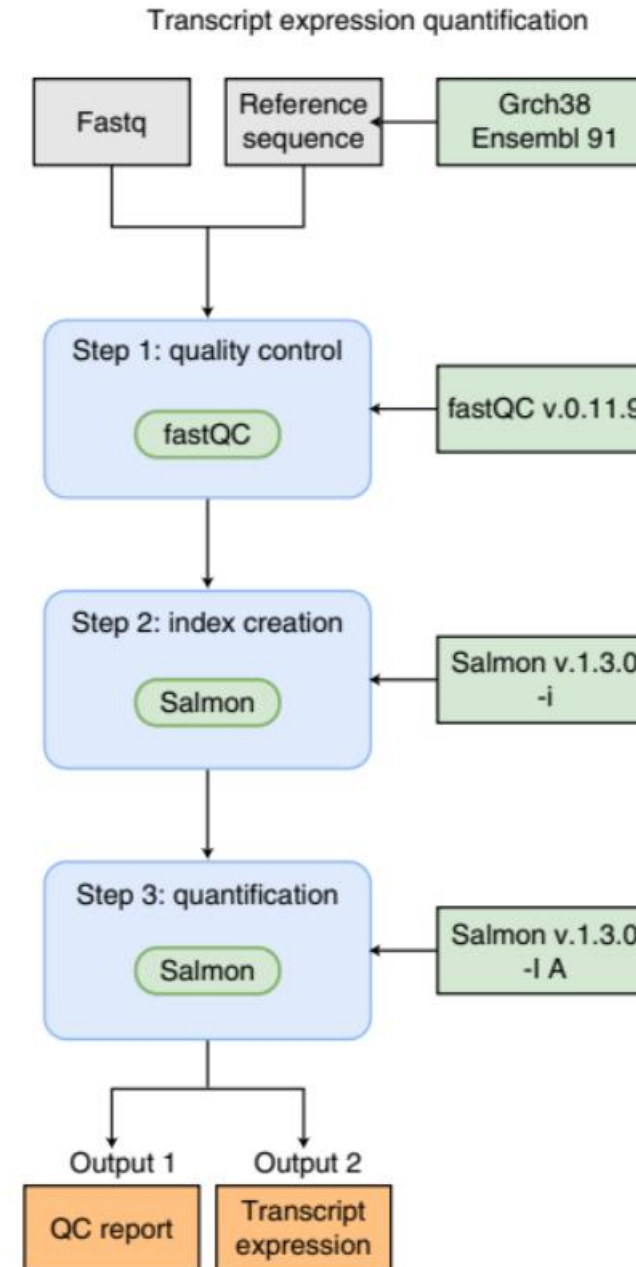 Transcript expression quantification
Fastq
Reference
sequence
Grch38
Ensembl 91
Step 1: quality control
fastQC
fastQC v.0.11.9
Step 2: index creation
Salmon
Salmon v.1.3.0
-i
Step 3: quantification
Salmon
Salmon v.1.3.0
-l A
Output 1
Output 2
QC report
Transcript
expression